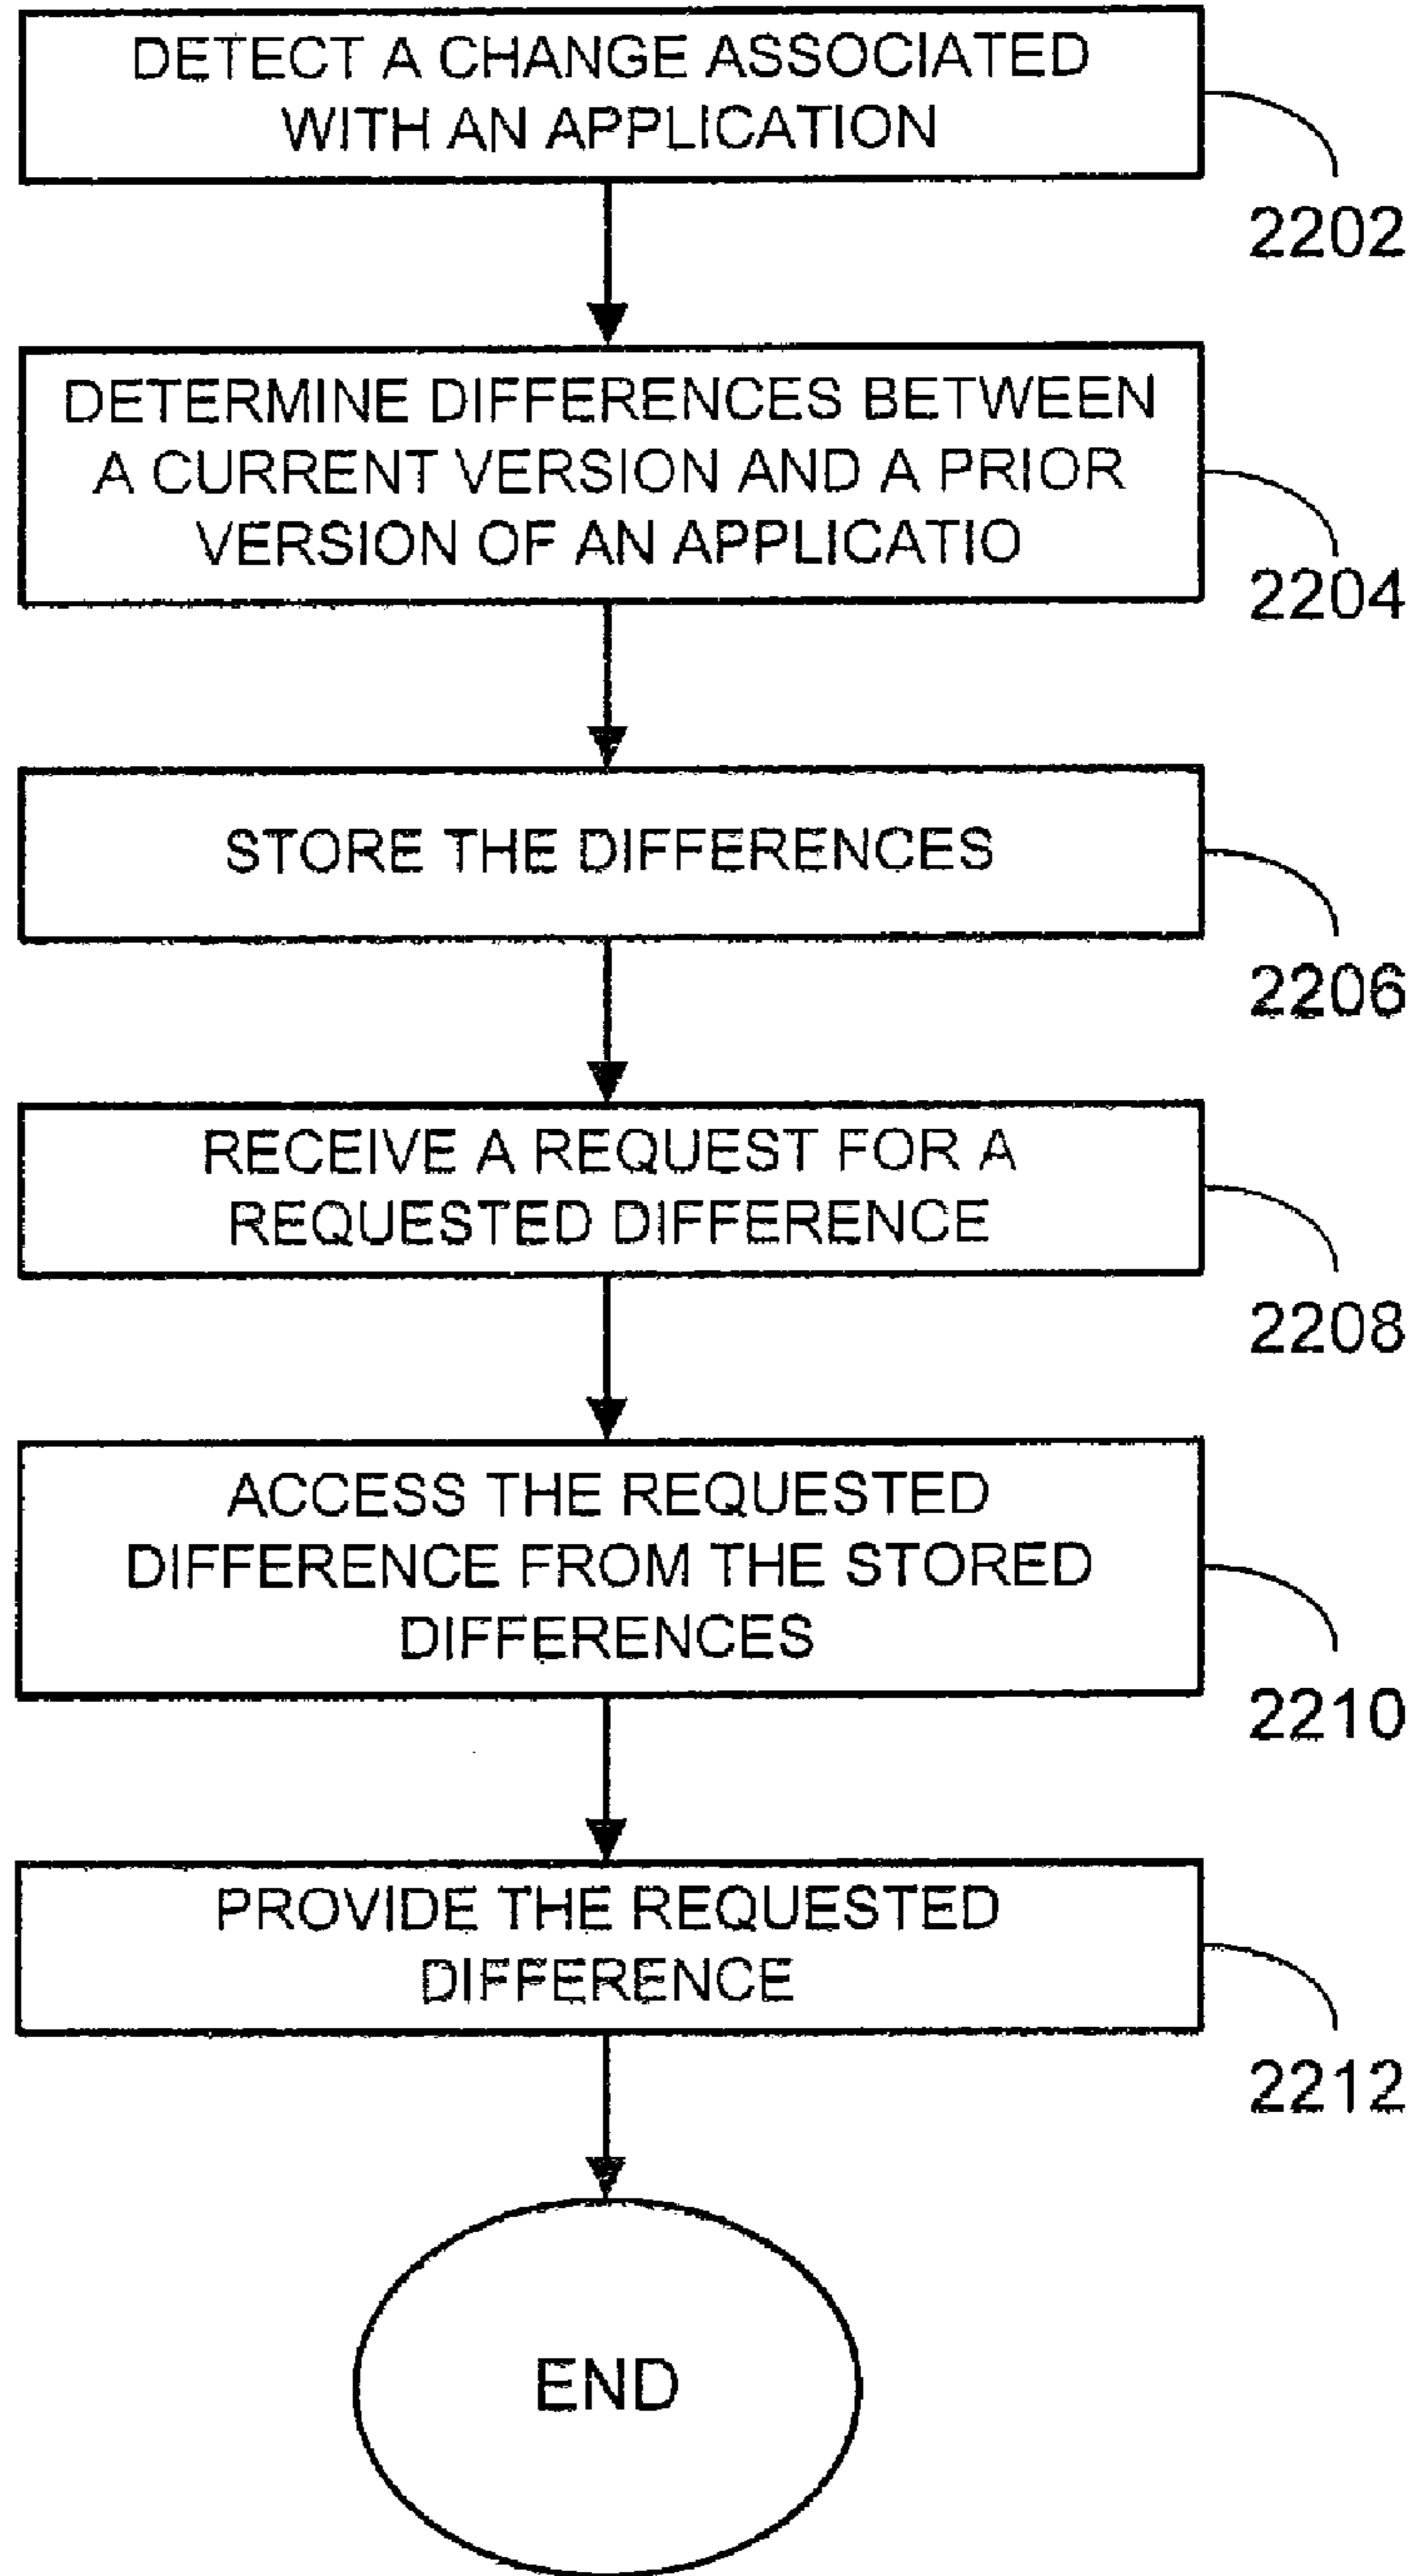 DETECT A CHANGE ASSOCIATED
WITH AN APPLICATION
2202
DETERMINE DIFFERENCES BETWEEN
A CURRENT VERSION AND A PRIOR
VERSION OF AN APPLICATIO
2204
STORE THE DIFFERENCES
2206
RECEIVE A REQUEST FOR A
REQUESTED DIFFERENCE
2208
ACCESS THE REQUESTED
DIFFERENCE FROM THE STORED
DIFFERENCES
2210
PROVIDE THE REQUESTED
DIFFERENCE
2212
END